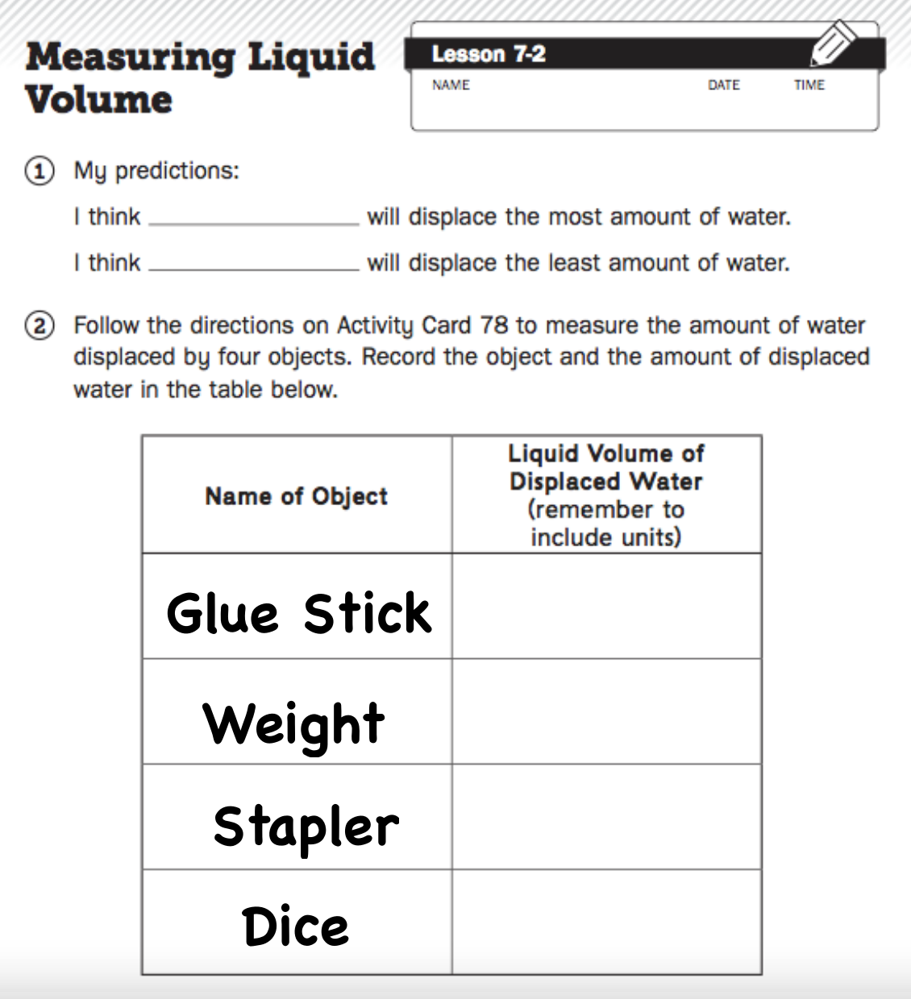 Measuring Liquid
Volume
Lesson 7-2
NAME DATE TIME
1 My predictions:
I think ____________ will displace the most amount of water.
I think ____________ will displace the least amount of water.
2 Follow the directions on Activity Card 78 to measure the amount of water
displaced by four objects. Record the object and the amount of displaced
water in the table below.
Name of Object
Liquid Volume of
Displaced Water
(remember to
include units)
Glue Stick
Weight
Stapler
Dice